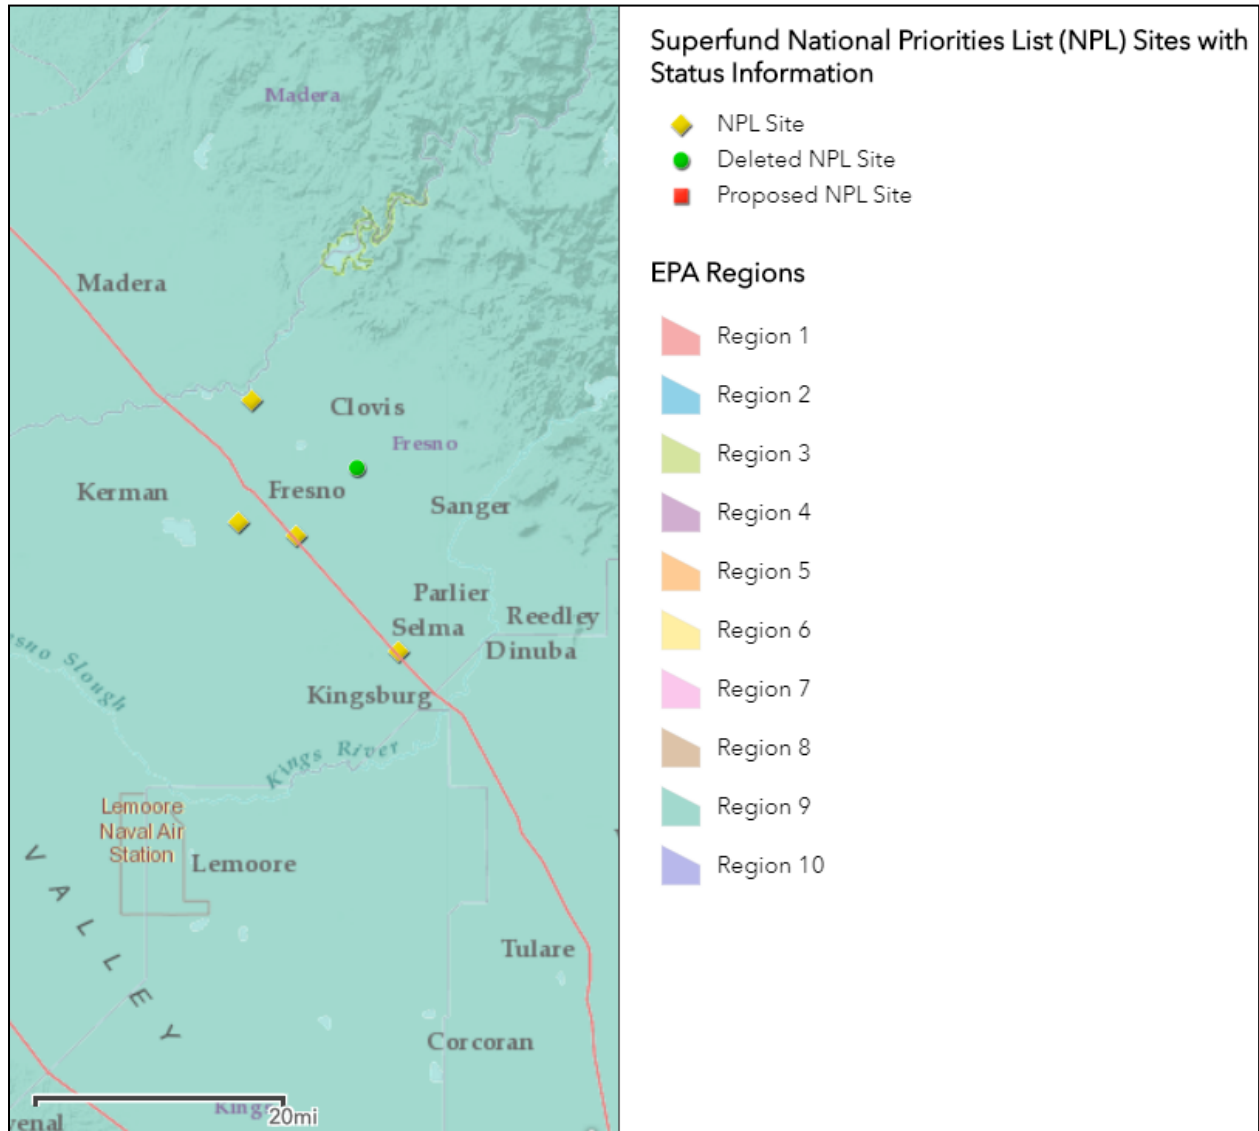 Madera
Madera
Clovis
Fresno
Kerman
Fresno
Sanger
Parlier
Reedley
Selma
Dinuba
sno Slough
Kingsburg
Kings River
Lemoore
Naval Air
Station
Lemoore
VALLEY
Tulare
Corcoran
Kings
20mi
venal
Superfund National Priorities List (NPL) Sites with
Status Information
NPL Site
Deleted NPL Site
Proposed NPL Site
EPA Regions
Region 1
Region 2
Region 3
Region 4
Region 5
Region 6
Region 7
Region 8
Region 9
Region 10